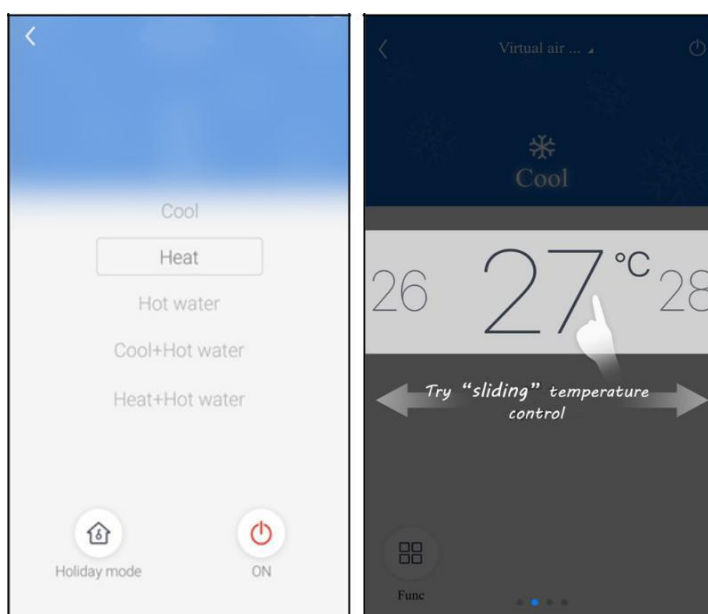 Cool
Heat
Hot water
Cool+Hot water
Heat+Hot water
Holiday mode
ON
Virtual air ...
Cool
26
27°C
28
Try “sliding” temperature
control
Func